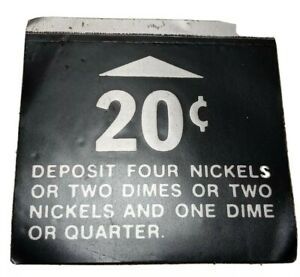 20¢
DEPOSIT FOUR NICKELS
OR TWO DIMES OR TWO
NICKELS AND ONE DIME
OR QUARTER.